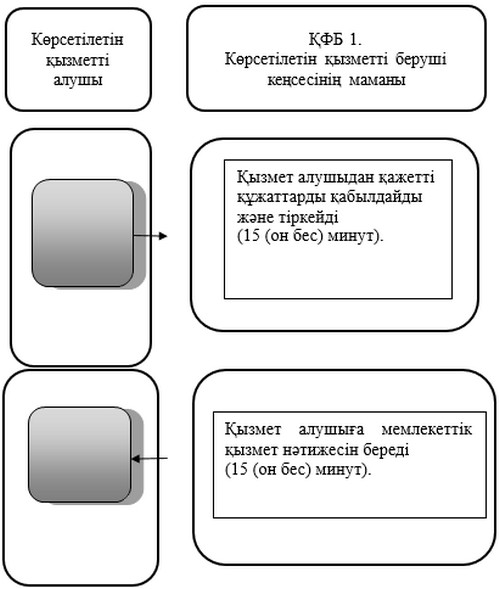 Көрсетілетін
қызметті
алушы
ҚФБ 1.
Көрсетілетін қызметті беруші
кеңсесінің маманы
Қызмет алушыдан қажетті
құжаттарды қабылдайды
және тіркейді
(15 (он бес) минут).
Қызмет алушыға мемлекеттік
қызмет нәтижесін береді
(15 (он бес) минут).